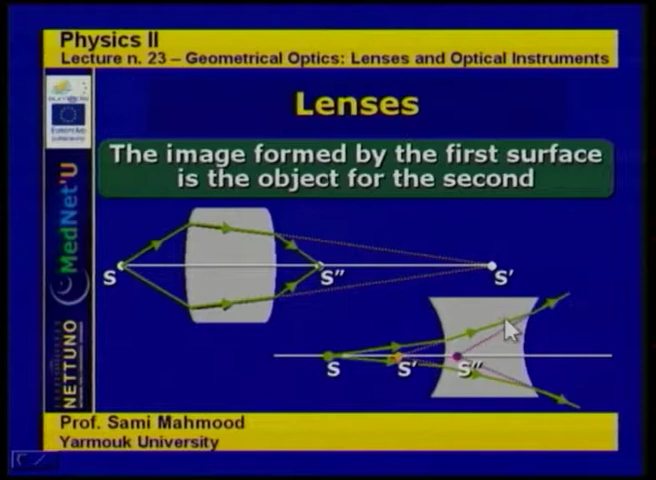 Physics II
Lecture n. 23 – Geometrical Optics: Lenses and Optical Instruments
Lenses
The image formed by the first surface
is the object for the second
MedNet'U
NETTUNO
S
S″
S′
S
S′
S″
Prof. Sami Mahmood
Yarmouk University